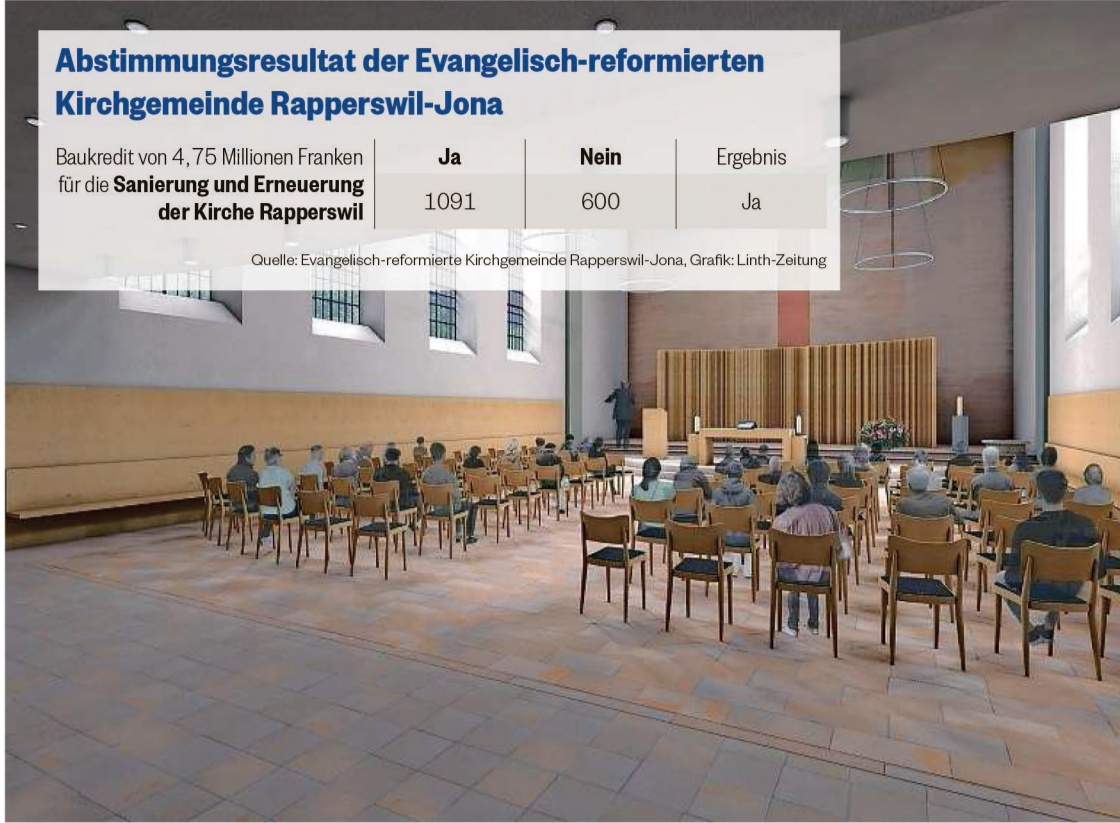 Abstimmungsresultat der Evangelisch-reformierten
Kirchgemeinde Rapperswil-Jona
Baukredit von 4,75 Millionen Franken
für die Sanierung und Erneuerung
der Kirche Rapperswil
Ja
Nein
Ergebnis
1091
600
Ja
Quelle: Evangelisch-reformierte Kirchgemeinde Rapperswil-Jona, Grafik: Linth-Zeitung